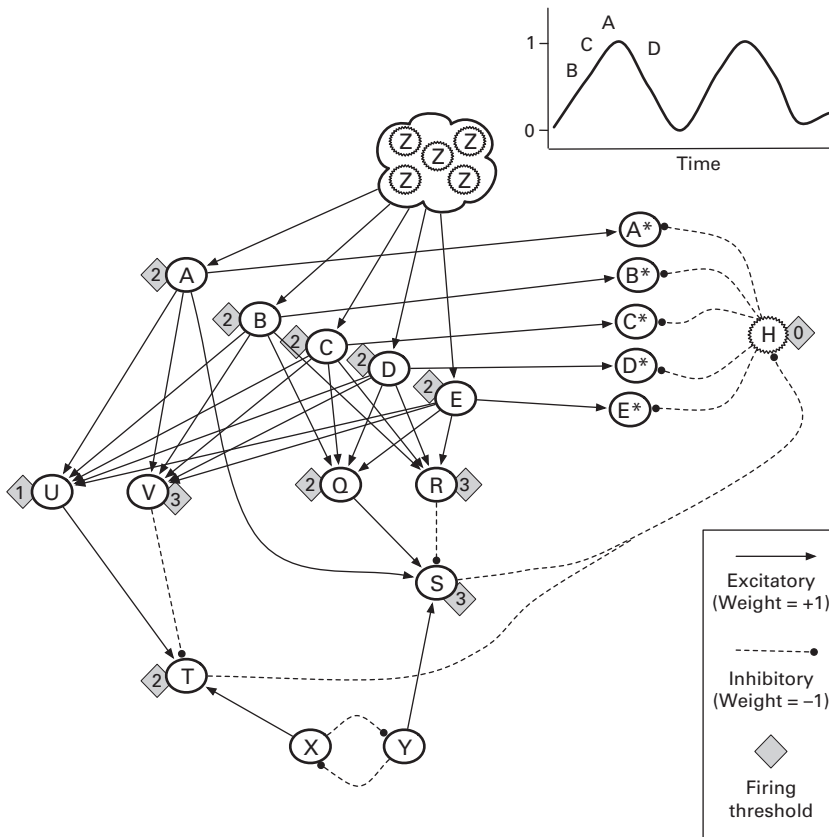 A
C
D
B
1
0
Time
Z
Z
Z
Z
Z
A*
2
A
B*
2
B
C*
2
C
H
0
2
D
D*
2
E
E*
1
U
V
3
2
Q
R
3
S
3
2
T
X
Y
Excitatory
(Weight = +1)
Inhibitory
(Weight = –1)
Firing
threshold